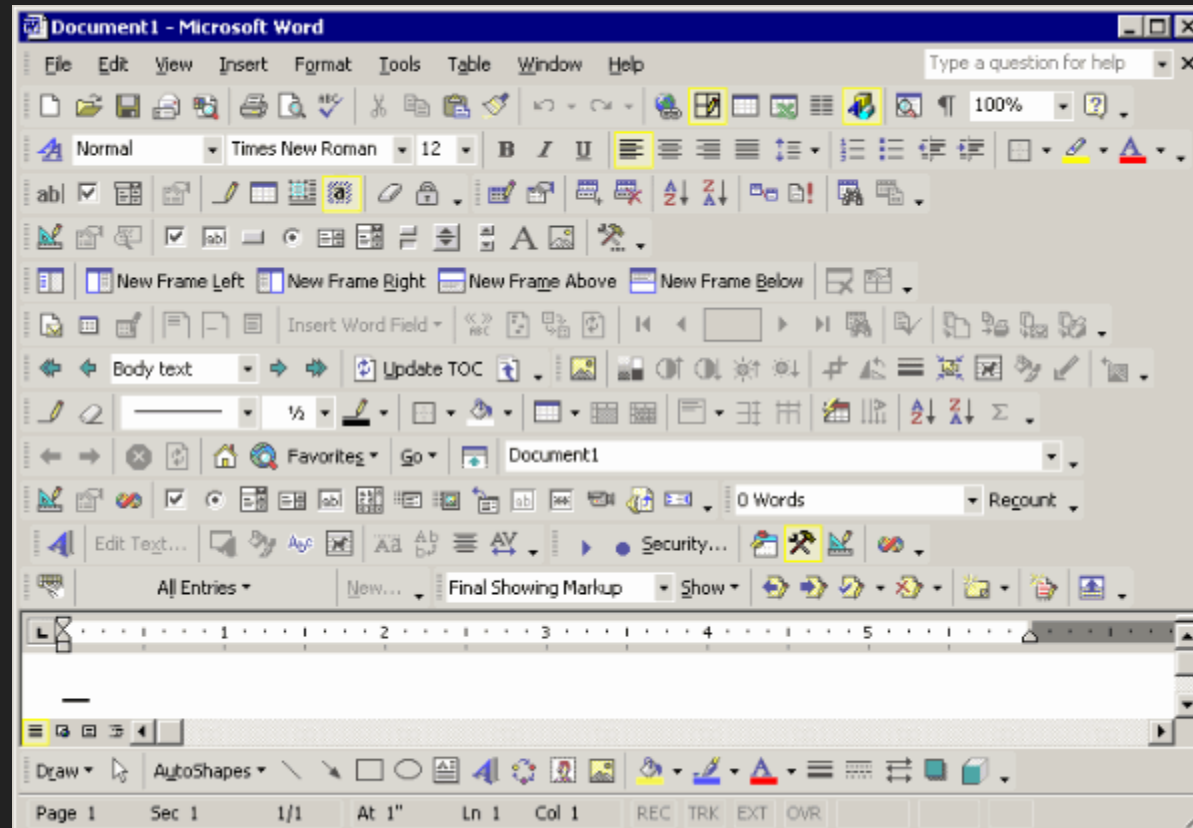 Document1 - Microsoft Word
File Edit View Insert Format Tools Table Window Help Type a question for help
100%
Normal Times New Roman 12 B I U A
ab|
A
New Frame Left New Frame Right New Frame Above New Frame Below
Insert Word Field
Body text Update TOC
½
Favorites Go Document1
0 Words Recount
Edit Text... Security...
All Entries New... Final Showing Markup Show
1 2 3 4 5
Draw AutoShapes
Page 1 Sec 1 1/1 At 1" Ln 1 Col 1 REC TRK EXT OVR